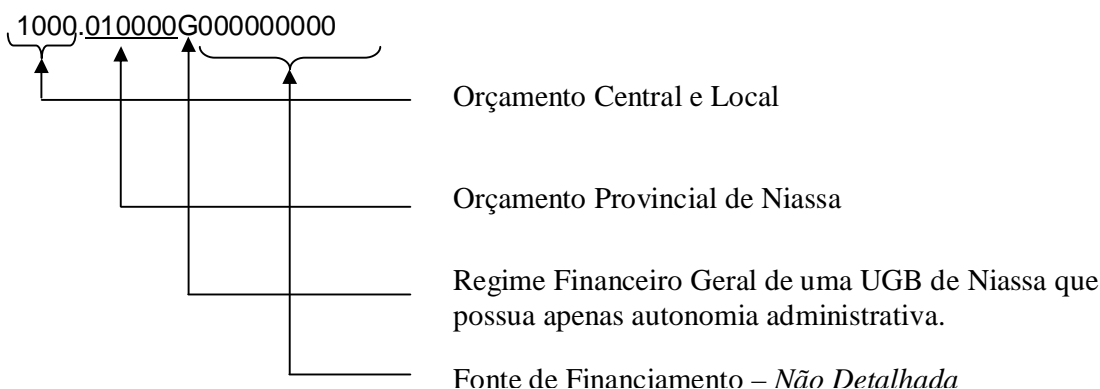 1000.010000G000000000
Orçamento Central e Local
Orçamento Provincial de Niassa
Regime Financeiro Geral de uma UGB de Niassa que
possua apenas autonomia administrativa.
Fonte de Financiamento – Não Detalhada